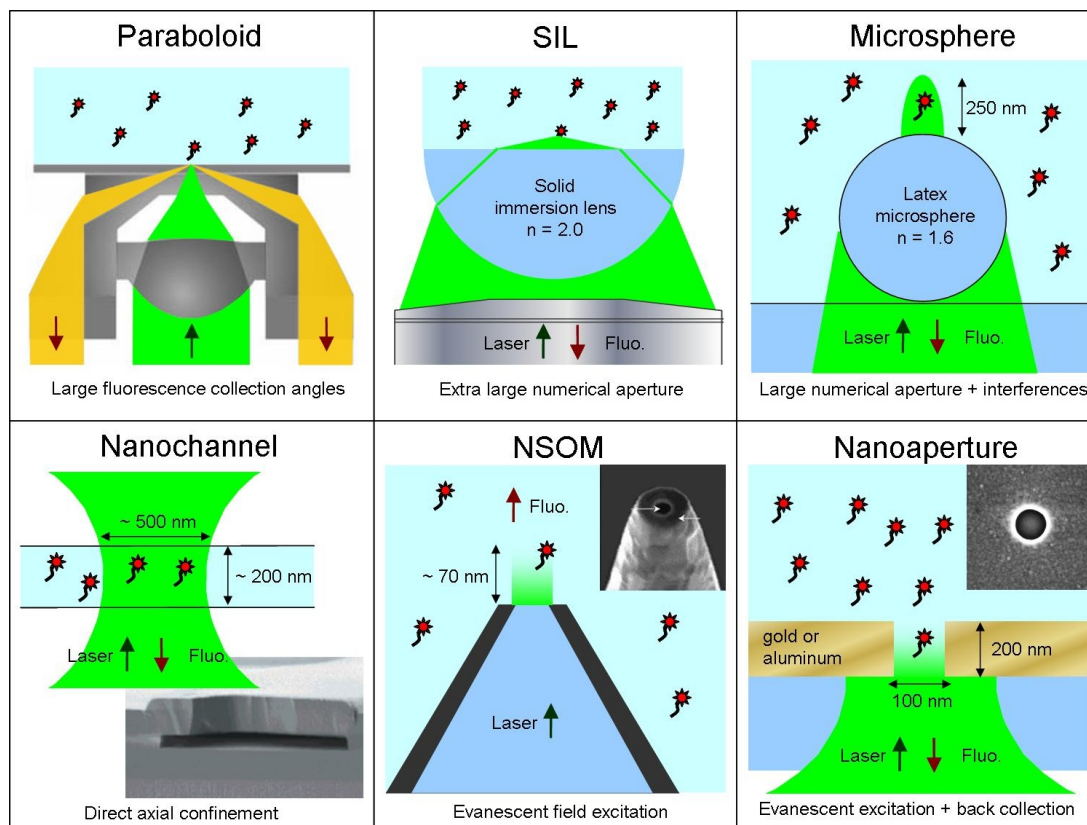 Paraboloid
Large fluorescence collection angles
SIL
Solid
immersion lens
n = 2.0
Laser
Fluo.
Extra large numerical aperture
Microsphere
250 nm
Latex
microsphere
n = 1.6
Laser
Fluo.
Large numerical aperture + interferences
Nanochannel
~ 500 nm
~ 200 nm
Laser
Fluo.
Direct axial confinement
NSOM
Fluo.
~ 70 nm
Laser
Evanescent field excitation
Nanoaperture
gold or
aluminum
200 nm
100 nm
Laser
Fluo.
Evanescent excitation + back collection